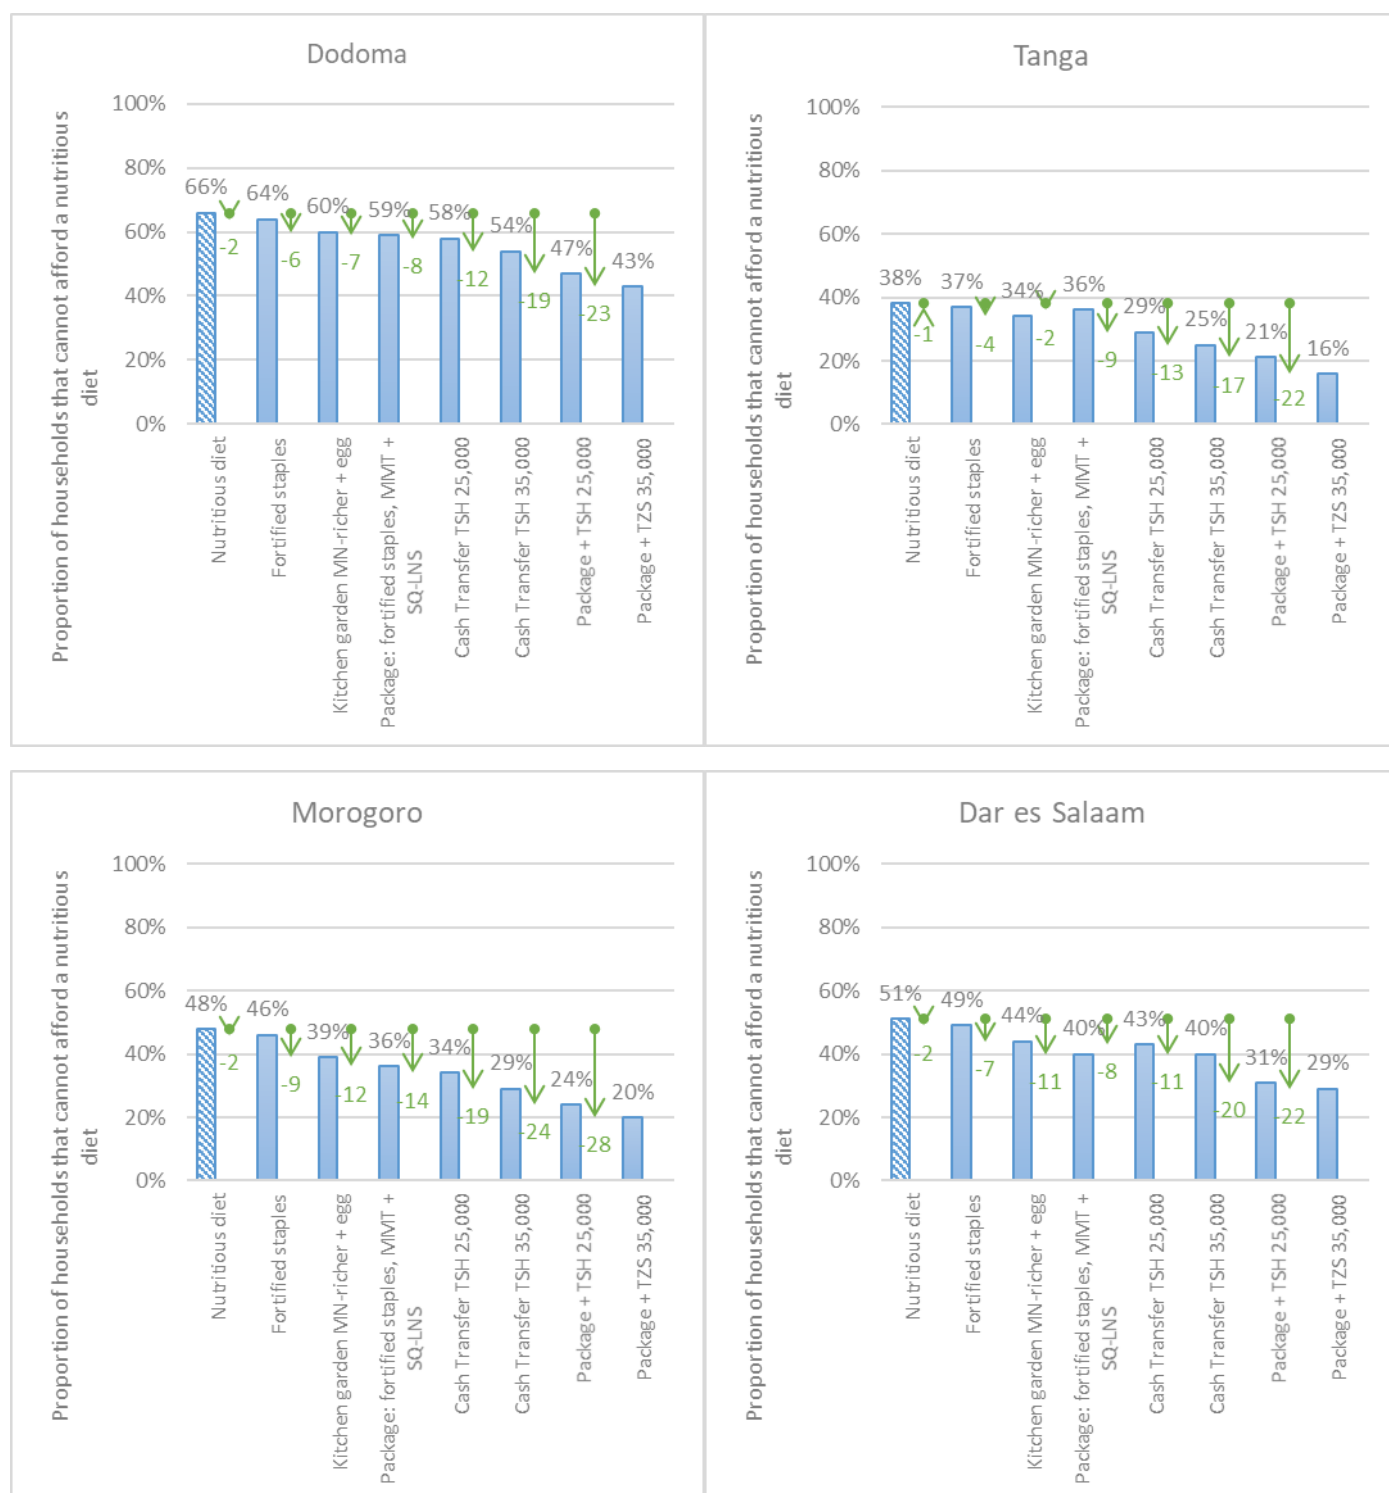 Dodoma
Proportion of households that cannot afford a nutritious
diet
100%
80%
60%
40%
20%
0%
66%
64%
60%
59%
58%
54%
47%
43%
-2
-6
-7
-8
-12
-19
-23
Nutritious diet
Fortified staples
Kitchen garden MN-richer + egg
Package: fortified staples, MMT +
SQ-LNS
Cash Transfer TSH 25,000
Cash Transfer TSH 35,000
Package + TSH 25,000
Package + TZS 35,000
Tanga
Proportion of households that cannot afford a nutritious
diet
100%
80%
60%
40%
20%
0%
38%
37%
34%
36%
29%
25%
21%
16%
-1
-4
-2
-9
-13
-17
-22
Nutritious diet
Fortified staples
Kitchen garden MN-richer + egg
Package: fortified staples, MMT +
SQ-LNS
Cash Transfer TSH 25,000
Cash Transfer TSH 35,000
Package + TSH 25,000
Package + TZS 35,000
Morogoro
Proportion of households that cannot afford a nutritious
diet
100%
80%
60%
40%
20%
0%
48%
46%
39%
36%
34%
29%
24%
20%
-2
-9
-12
-14
-19
-24
-28
Nutritious diet
Fortified staples
Kitchen garden MN-richer + egg
Package: fortified staples, MMT +
SQ-LNS
Cash Transfer TSH 25,000
Cash Transfer TSH 35,000
Package + TSH 25,000
Package + TZS 35,000
Dar es Salaam
Proportion of households that cannot afford a nutritious
diet
100%
80%
60%
40%
20%
0%
51%
49%
44%
40%
43%
40%
31%
29%
-2
-7
-11
-8
-11
-20
-22
Nutritious diet
Fortified staples
Kitchen garden MN-richer + egg
Package: fortified staples, MMT +
SQ-LNS
Cash Transfer TSH 25,000
Cash Transfer TSH 35,000
Package + TSH 25,000
Package + TZS 35,000